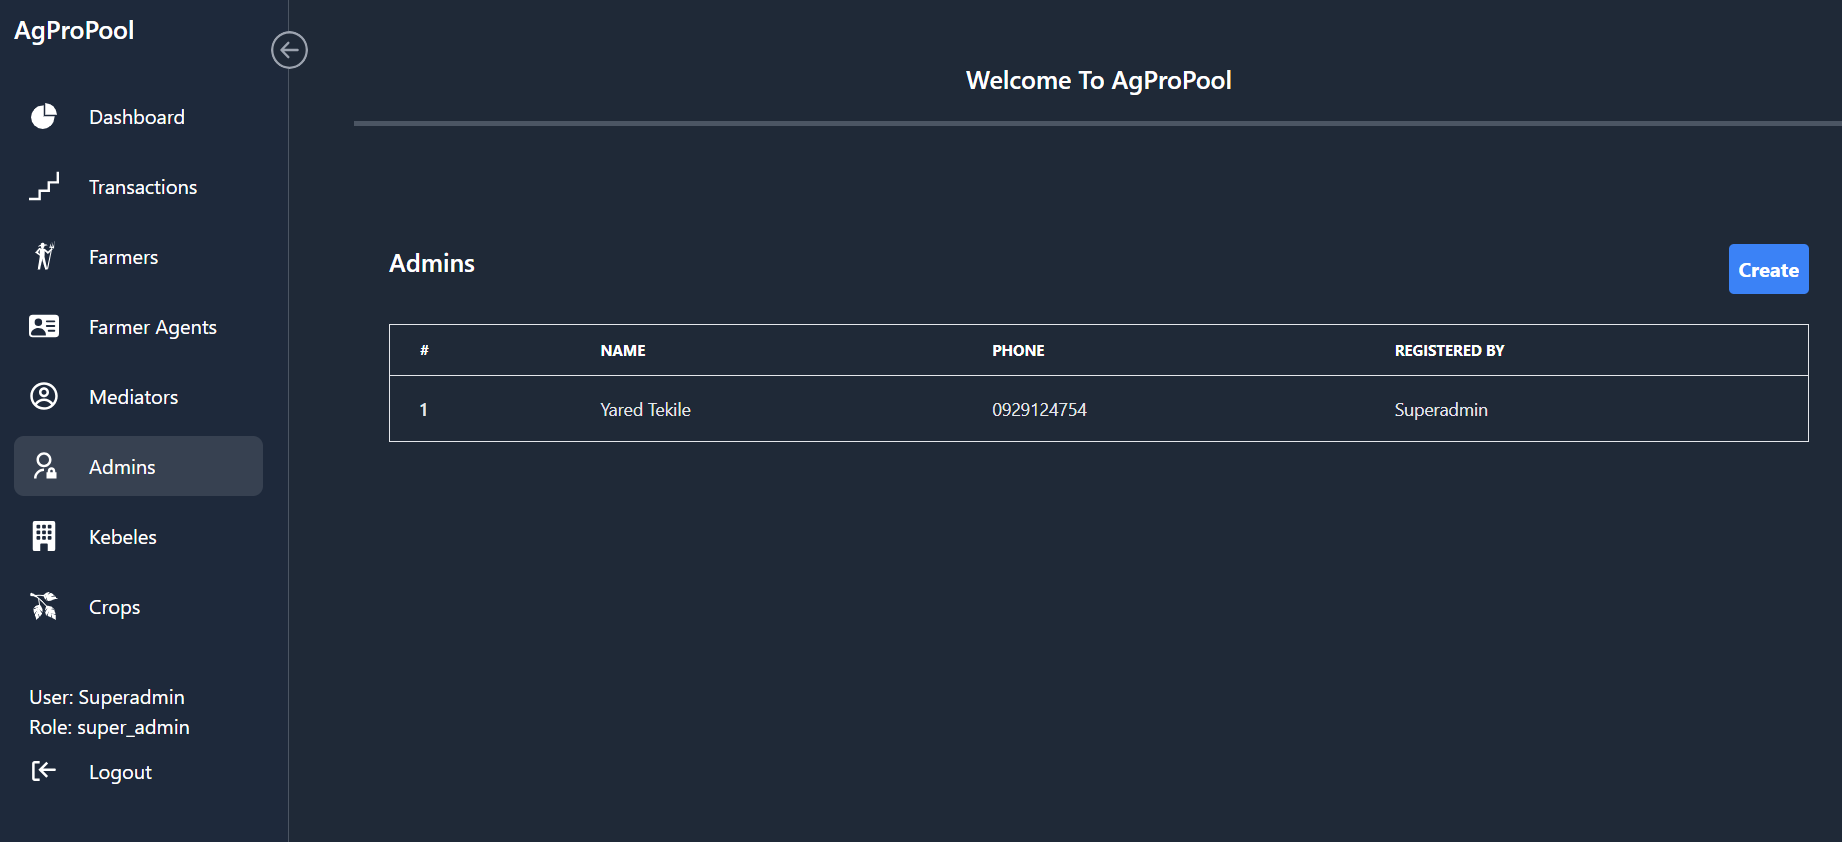 AgProPool
Dashboard
Transactions
Farmers
Farmer Agents
Mediators
Admins
Kebeles
Crops
User: Superadmin
Role: super_admin
Logout
Welcome To AgProPool
Admins
Create
# NAME PHONE REGISTERED BY
1 Yared Tekile 0929124754 Superadmin